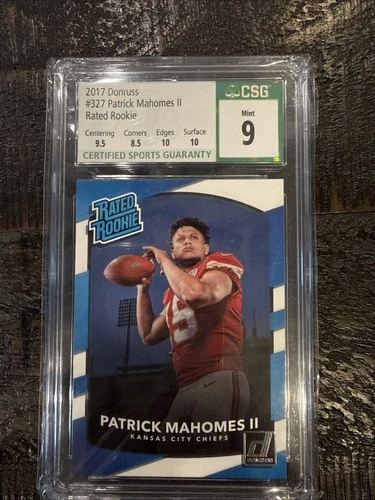 2017 Donruss
#327 Patrick Mahomes II
Rated Rookie
CSG
Mint
9
Centering Corners Edges Surface
9.5 8.5 10 10
CERTIFIED SPORTS GUARANTY
RATED
ROOKIE
PATRICK MAHOMES II
KANSAS CITY CHIEFS
DONRUSS